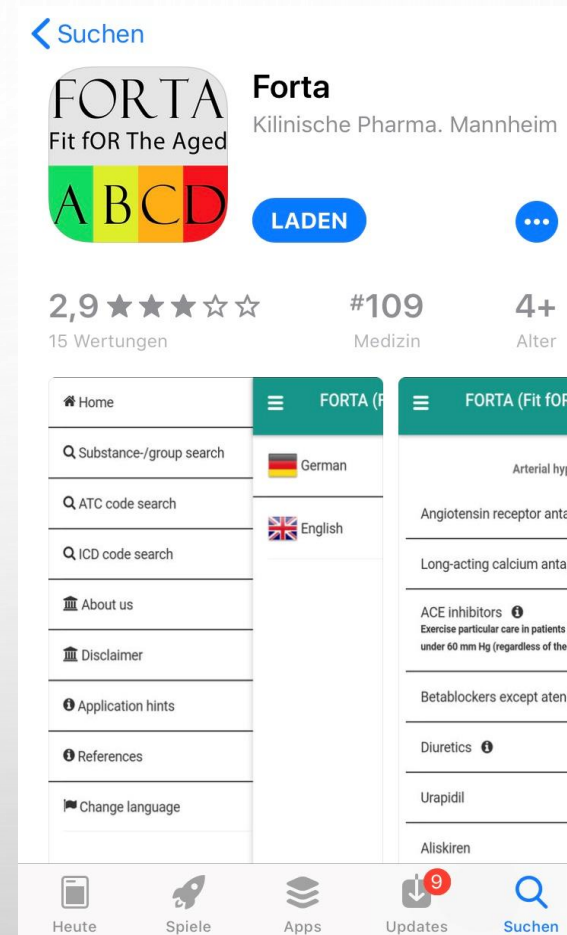 Suchen
FORTA
Fit fOR The Aged
A B C D
Forta
Kilinische Pharma. Mannheim
LADEN
2,9
15 Wertungen
#109
Medizin
4+
Alter
Home
Substance-/group search
ATC code search
ICD code search
About us
Disclaimer
Application hints
References
Change language
FORTA (F
German
English
FORTA (Fit fOR
Arterial hyp
Angiotensin receptor anta
Long-acting calcium anta
ACE inhibitors
Exercise particular care in patients
under 60 mm Hg (regardless of the
Betablockers except aten
Diuretics
Urapidil
Aliskiren
Heute
Spiele
Apps
9
Updates
Suchen